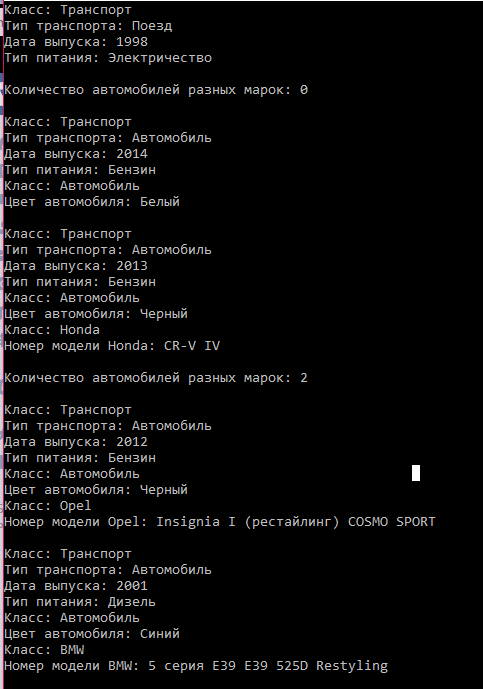 Класс: Транспорт
Тип транспорта: Поезд
Дата выпуска: 1998
Тип питания: Электричество
Количество автомобилей разных марок: 0
Класс: Транспорт
Тип транспорта: Автомобиль
Дата выпуска: 2014
Тип питания: Бензин
Класс: Автомобиль
Цвет автомобиля: Белый
Класс: Транспорт
Тип транспорта: Автомобиль
Дата выпуска: 2013
Тип питания: Бензин
Класс: Автомобиль
Цвет автомобиля: Черный
Класс: Honda
Номер модели Honda: CR-V IV
Количество автомобилей разных марок: 2
Класс: Транспорт
Тип транспорта: Автомобиль
Дата выпуска: 2012
Тип питания: Бензин
Класс: Автомобиль
Цвет автомобиля: Черный
Класс: Opel
Номер модели Opel: Insignia I (рестайлинг) COSMO SPORT
Класс: Транспорт
Тип транспорта: Автомобиль
Дата выпуска: 2001
Тип питания: Дизель
Класс: Автомобиль
Цвет автомобиля: Синий
Класс: BMW
Номер модели BMW: 5 серия E39 E39 525D Restyling